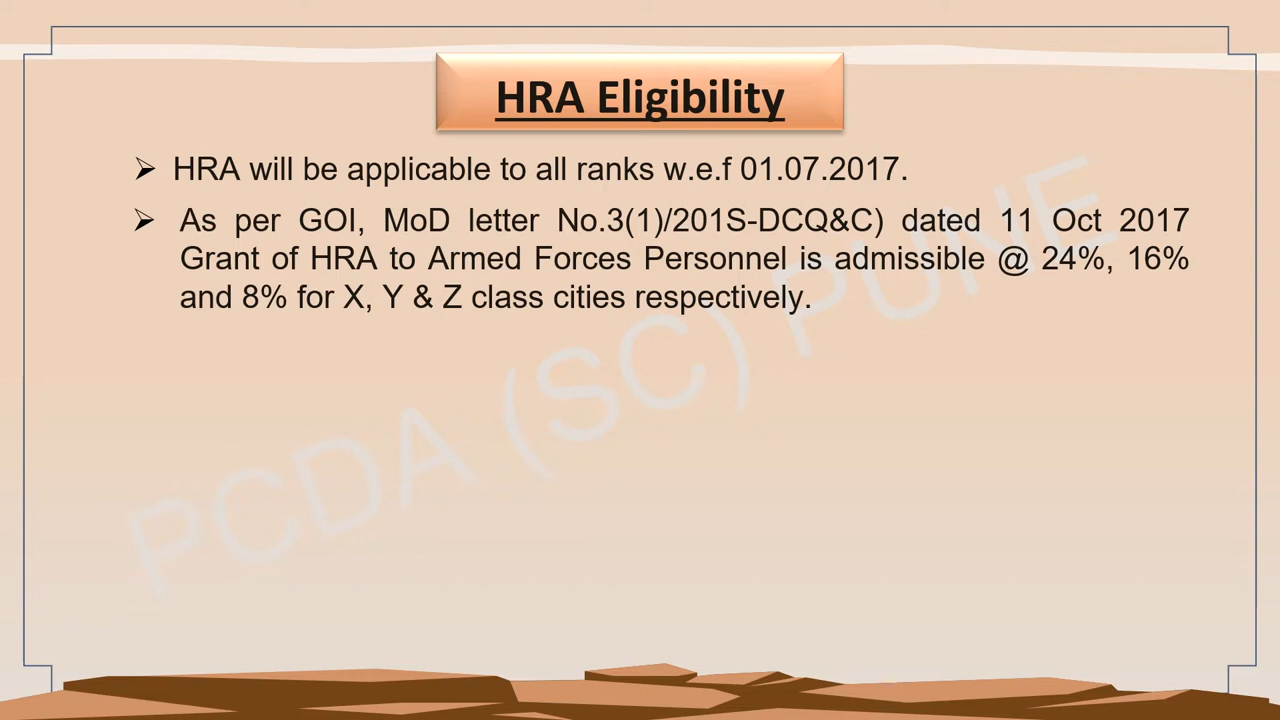 HRA Eligibility
➢ HRA will be applicable to all ranks w.e.f 01.07.2017.
➢ As per GOI, MoD letter No.3(1)/201S-DCQ&C) dated 11 Oct 2017
Grant of HRA to Armed Forces Personnel is admissible @ 24%, 16%
and 8% for X, Y & Z class cities respectively.
PCDA (SC) PUNE